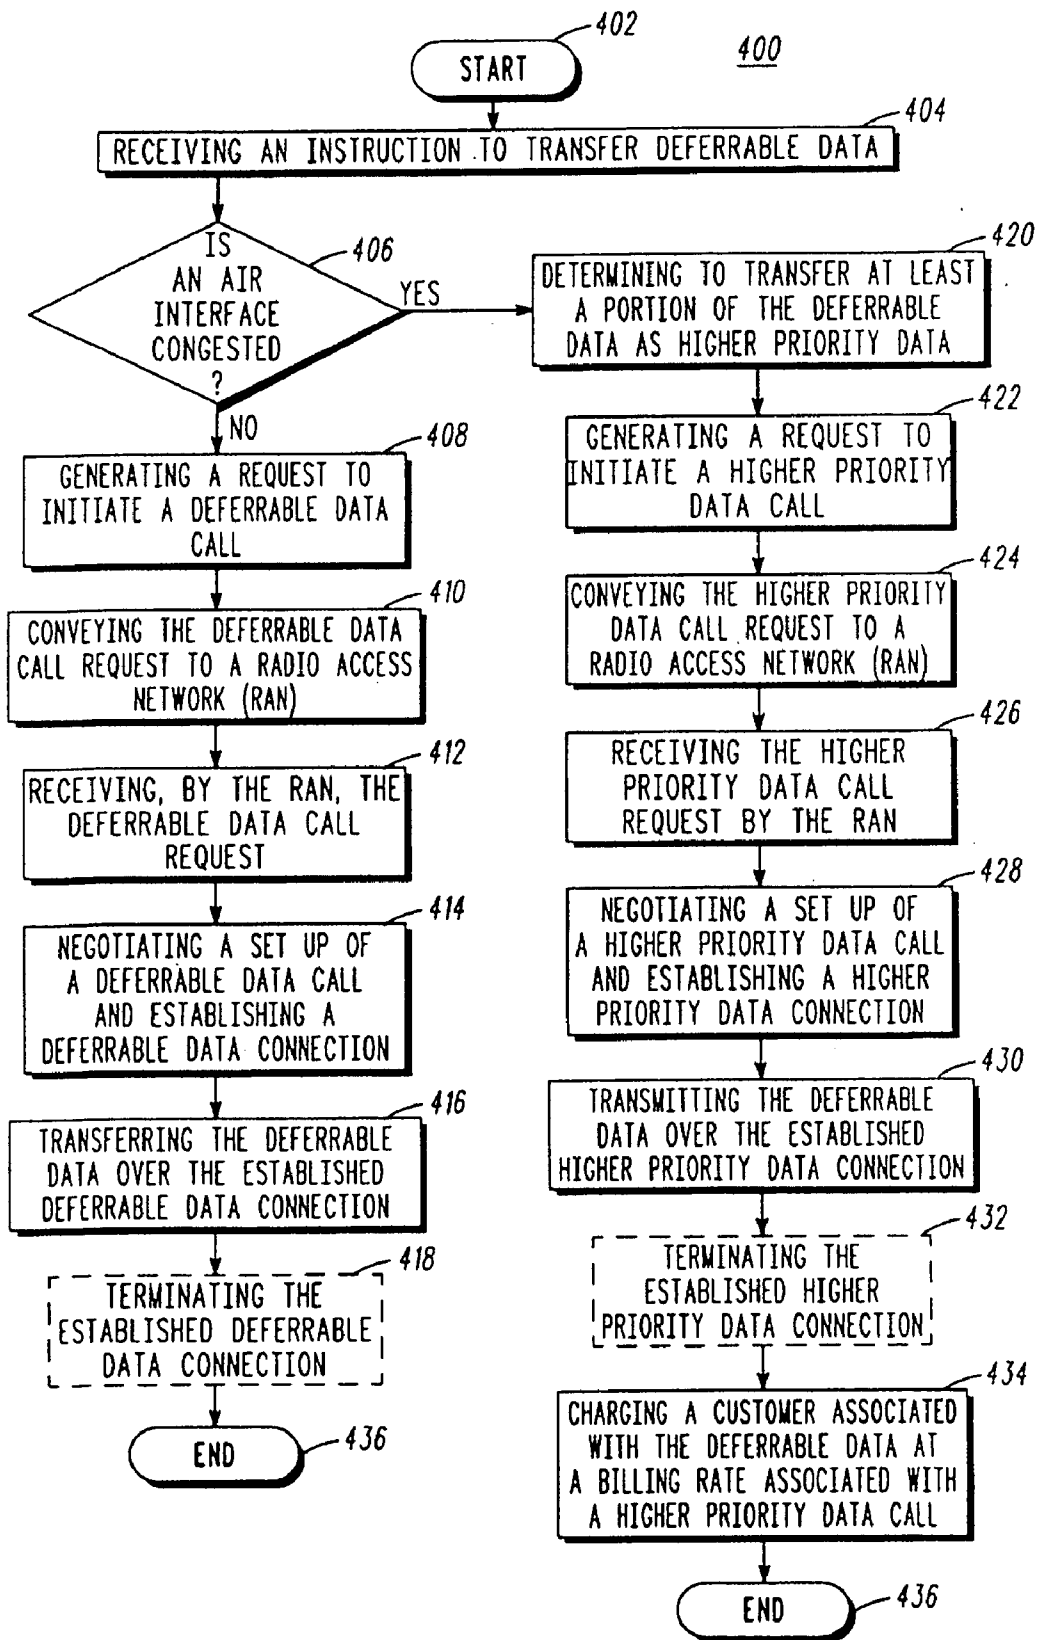 402
400
START
404
RECEIVING AN INSTRUCTION TO TRANSFER DEFERRABLE DATA
406
IS
AN AIR
INTERFACE
CONGESTED
?
YES
NO
408
GENERATING A REQUEST TO
INITIATE A DEFERRABLE DATA
CALL
410
CONVEYING THE DEFERRABLE DATA
CALL REQUEST TO A RADIO ACCESS
NETWORK (RAN)
412
RECEIVING, BY THE RAN, THE
DEFERRABLE DATA CALL
REQUEST
414
NEGOTIATING A SET UP OF
A DEFERRABLE DATA CALL
AND ESTABLISHING A
DEFERRABLE DATA CONNECTION
416
TRANSFERRING THE DEFERRABLE
DATA OVER THE ESTABLISHED
DEFERRABLE DATA CONNECTION
418
TERMINATING THE
ESTABLISHED DEFERRABLE
DATA CONNECTION
END
436
420
DETERMINING TO TRANSFER AT LEAST
A PORTION OF THE DEFERRABLE
DATA AS HIGHER PRIORITY DATA
422
GENERATING A REQUEST TO
INITIATE A HIGHER PRIORITY
DATA CALL
424
CONVEYING THE HIGHER PRIORITY
DATA CALL REQUEST TO A
RADIO ACCESS NETWORK (RAN)
426
RECEIVING THE HIGHER
PRIORITY DATA CALL
REQUEST BY THE RAN
428
NEGOTIATING A SET UP OF
A HIGHER PRIORITY DATA CALL
AND ESTABLISHING A HIGHER
PRIORITY DATA CONNECTION
430
TRANSMITTING THE DEFERRABLE
DATA OVER THE ESTABLISHED
HIGHER PRIORITY DATA CONNECTION
432
TERMINATING THE
ESTABLISHED HIGHER
PRIORITY DATA CONNECTION
434
CHARGING A CUSTOMER ASSOCIATED
WITH THE DEFERRABLE DATA AT
A BILLING RATE ASSOCIATED WITH
A HIGHER PRIORITY DATA CALL
END
436